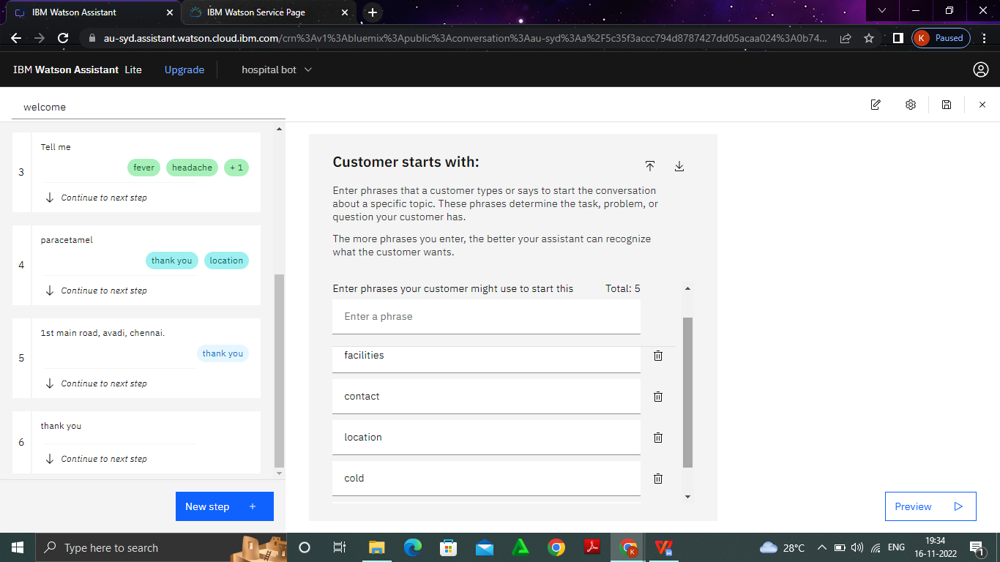 IBM Watson Assistant
IBM Watson Service Page
au-syd.assistant.watson.cloud.ibm.com/crn%3Av1%3Abluemix%3Apublic%3Aconversation%3Aau-syd%3Aa%2F5c35f3accc794d8787427dd05acaa024%3A0b74...
K Paused
IBM Watson Assistant Lite
Upgrade
hospital bot
welcome
3
Tell me
fever headache + 1
Continue to next step
4
paracetamel
thank you location
Continue to next step
5
1st main road, avadi, chennai.
thank you
Continue to next step
6
thank you
Continue to next step
New step +
Customer starts with:
Enter phrases that a customer types or says to start the conversation
about a specific topic. These phrases determine the task, problem, or
question your customer has.
The more phrases you enter, the better your assistant can recognize
what the customer wants.
Enter phrases your customer might use to start this Total: 5
Enter a phrase
facilities
contact
location
cold
Preview
Type here to search
K
28°C
ENG
19:34
16-11-2022
1